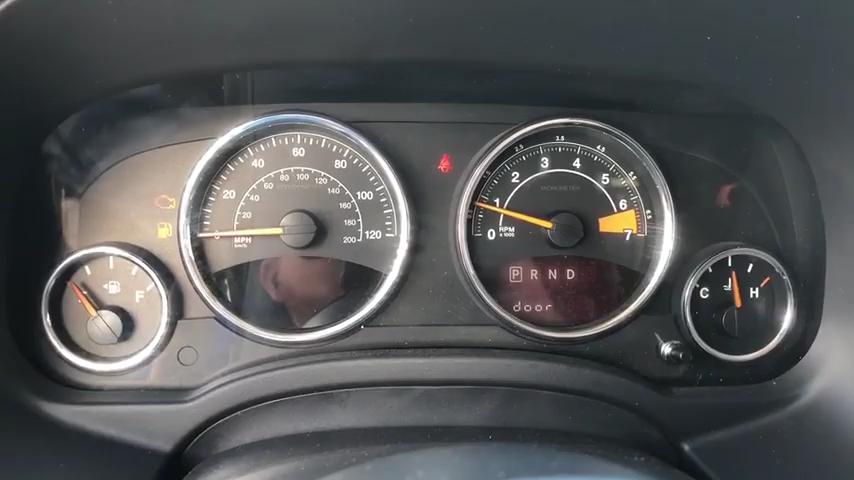 20 40 60 80 100 120
20 40 60 80 100 120 140 160 180 200
MPH
km/h
0 1 2 3 4 5 6 7
RPM
x 1000
TACHOMETER
P R N D
door
F
C H